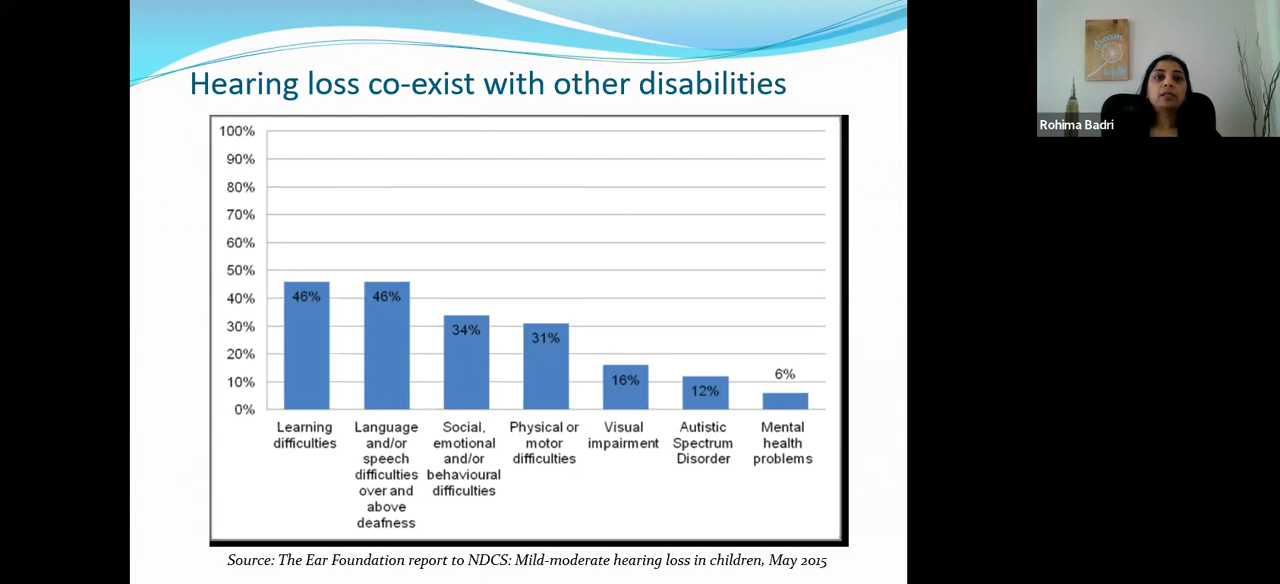 Hearing loss co-exist with other disabilities
Rohima Badri
100%
90%
80%
70%
60%
50%
40%
30%
20%
10%
0%
46%
46%
34%
31%
16%
12%
6%
Learning
difficulties
Language
and/or
speech
difficulties
over and
above
deafness
Social,
emotional
and/or
behavioural
difficulties
Physical or
motor
difficulties
Visual
impairment
Autistic
Spectrum
Disorder
Mental
health
problems
Source: The Ear Foundation report to NDCS: Mild-moderate hearing loss in children, May 2015
dream